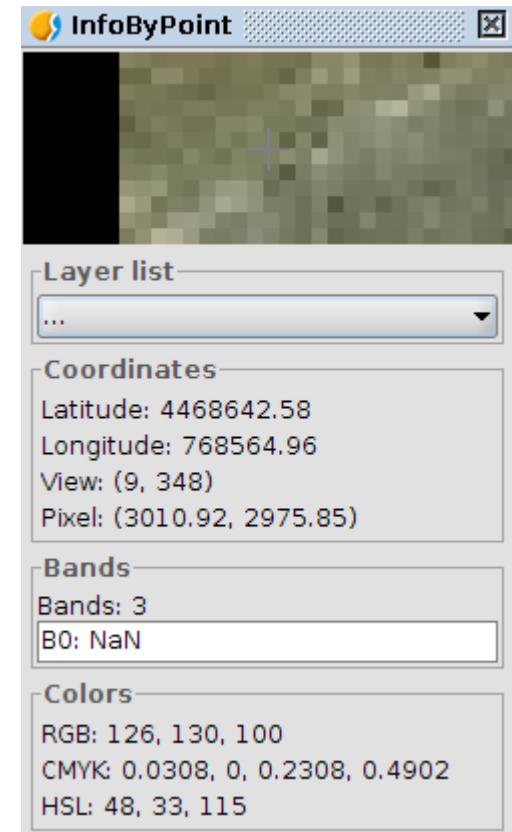 InfoByPoint
Layer list
...
Coordinates
Latitude: 4468642.58
Longitude: 768564.96
View: (9, 348)
Pixel: (3010.92, 2975.85)
Bands
Bands: 3
B0: NaN
Colors
RGB: 126, 130, 100
CMYK: 0.0308, 0, 0.2308, 0.4902
HSL: 48, 33, 115